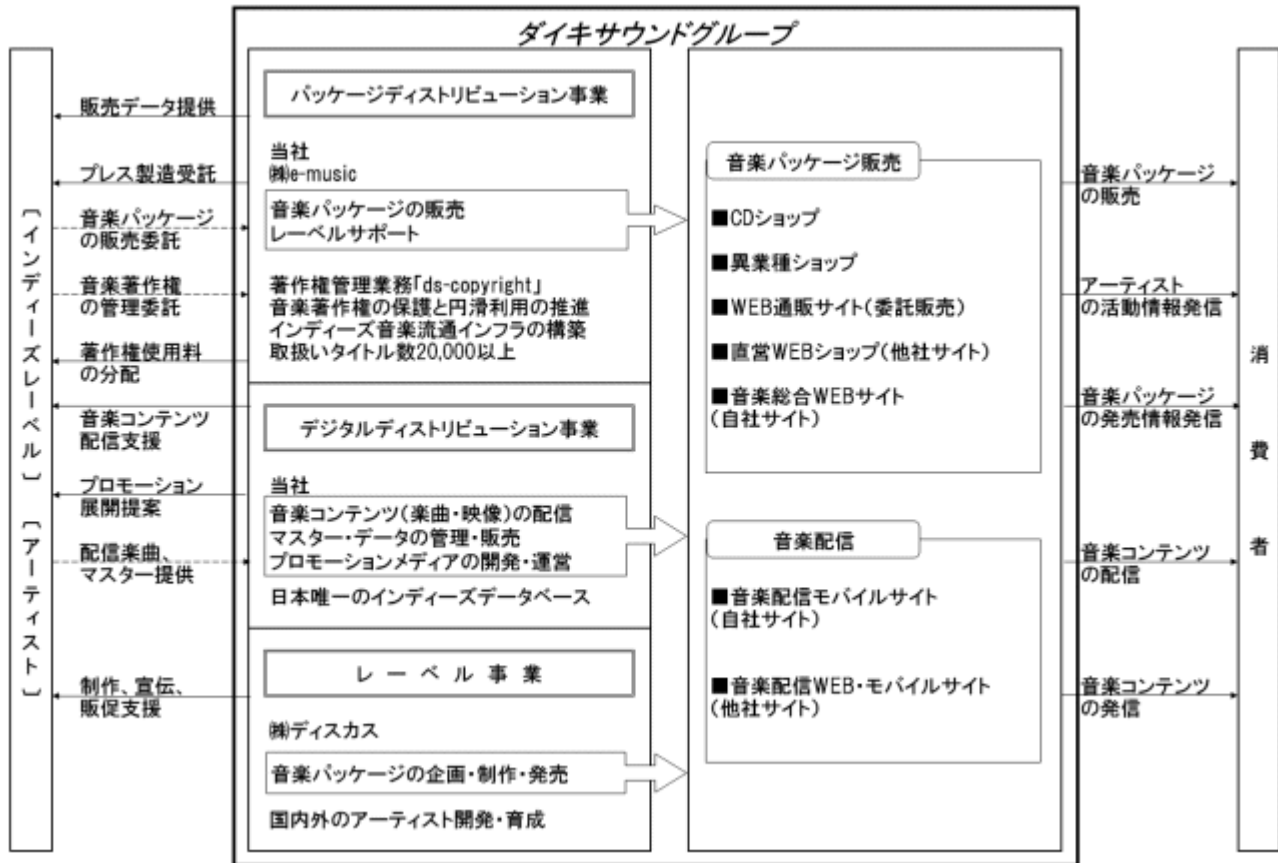 ダイキサウンドグループ
〔インディーズレーベル〕〔アーティスト〕
販売データ提供
プレス製造受託
音楽パッケージ
の販売委託
音楽著作権
の管理委託
著作権使用料
の分配
音楽コンテンツ
配信支援
プロモーション
展開提案
配信楽曲、
マスター提供
制作、宣伝、
販促支援
パッケージディストリビューション事業
当社
㈱e-music
音楽パッケージの販売
レーベルサポート
著作権管理業務「ds-copyright」
音楽著作権の保護と円滑利用の推進
インディーズ音楽流通インフラの構築
取扱いタイトル数20,000以上
デジタルディストリビューション事業
当社
音楽コンテンツ(楽曲・映像)の配信
マスター・データの管理・販売
プロモーションメディアの開発・運営
日本唯一のインディーズデータベース
レーベル事業
㈱ディスカス
音楽パッケージの企画・制作・発売
国内外のアーティスト開発・育成
音楽パッケージ販売
■CDショップ
■異業種ショップ
■WEB通販サイト(委託販売)
■直営WEBショップ(他社サイト)
■音楽総合WEBサイト
(自社サイト)
音楽配信
■音楽配信モバイルサイト
(自社サイト)
■音楽配信WEB・モバイルサイト
(他社サイト)
音楽パッケージ
の販売
アーティスト
の活動情報発信
音楽パッケージ
の発売情報発信
音楽コンテンツ
の配信
音楽コンテンツ
の発信
消費者